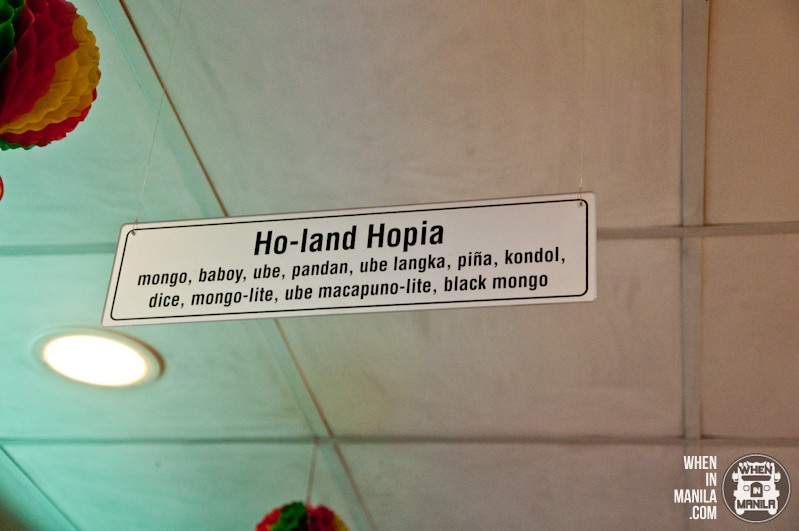 Ho-land Hopia
mongo, baboy, ube, pandan, ube langka, piña, kondol,
dice, mongo-lite, ube macapuno-lite, black mongo
WHEN
IN
MANILA
.COM
WHEN
IN
MANILA